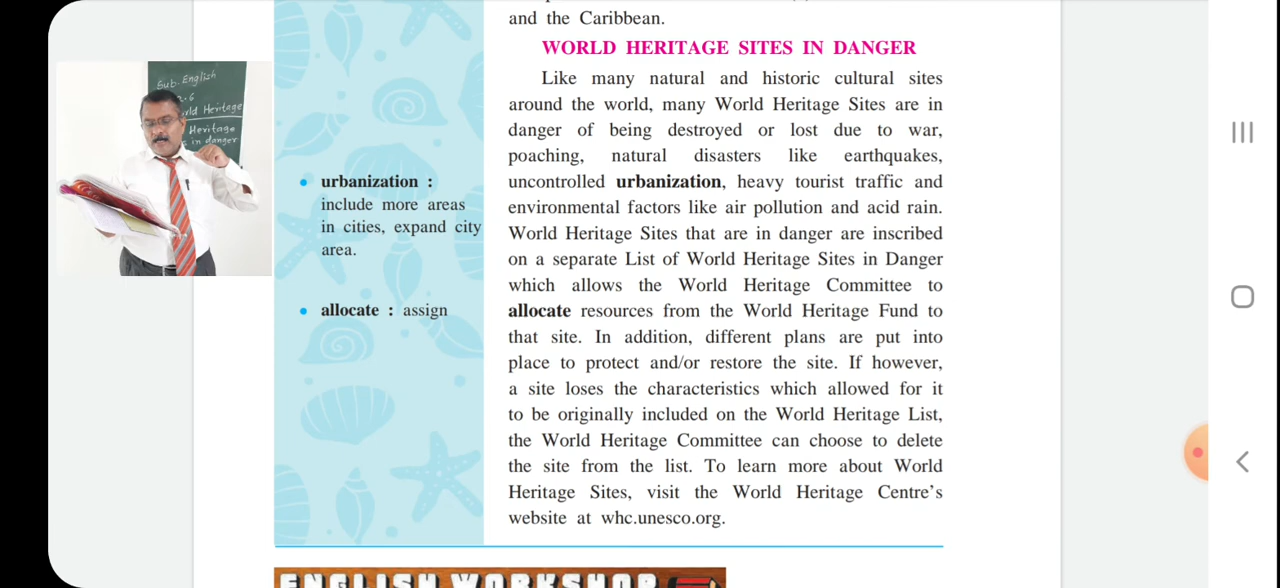 and the Caribbean.
WORLD HERITAGE SITES IN DANGER
Like many natural and historic cultural sites
around the world, many World Heritage Sites are in
danger of being destroyed or lost due to war,
poaching, natural disasters like earthquakes,
uncontrolled urbanization, heavy tourist traffic and
environmental factors like air pollution and acid rain.
World Heritage Sites that are in danger are inscribed
on a separate List of World Heritage Sites in Danger
which allows the World Heritage Committee to
allocate resources from the World Heritage Fund to
that site. In addition, different plans are put into
place to protect and/or restore the site. If however,
a site loses the characteristics which allowed for it
to be originally included on the World Heritage List,
the World Heritage Committee can choose to delete
the site from the list. To learn more about World
Heritage Sites, visit the World Heritage Centre's
website at whc.unesco.org.
• urbanization :
include more areas
in cities, expand city
area.
• allocate : assign
Sub. English
Heritage
Heritage
in danger
ENGLISH WORKSHOP